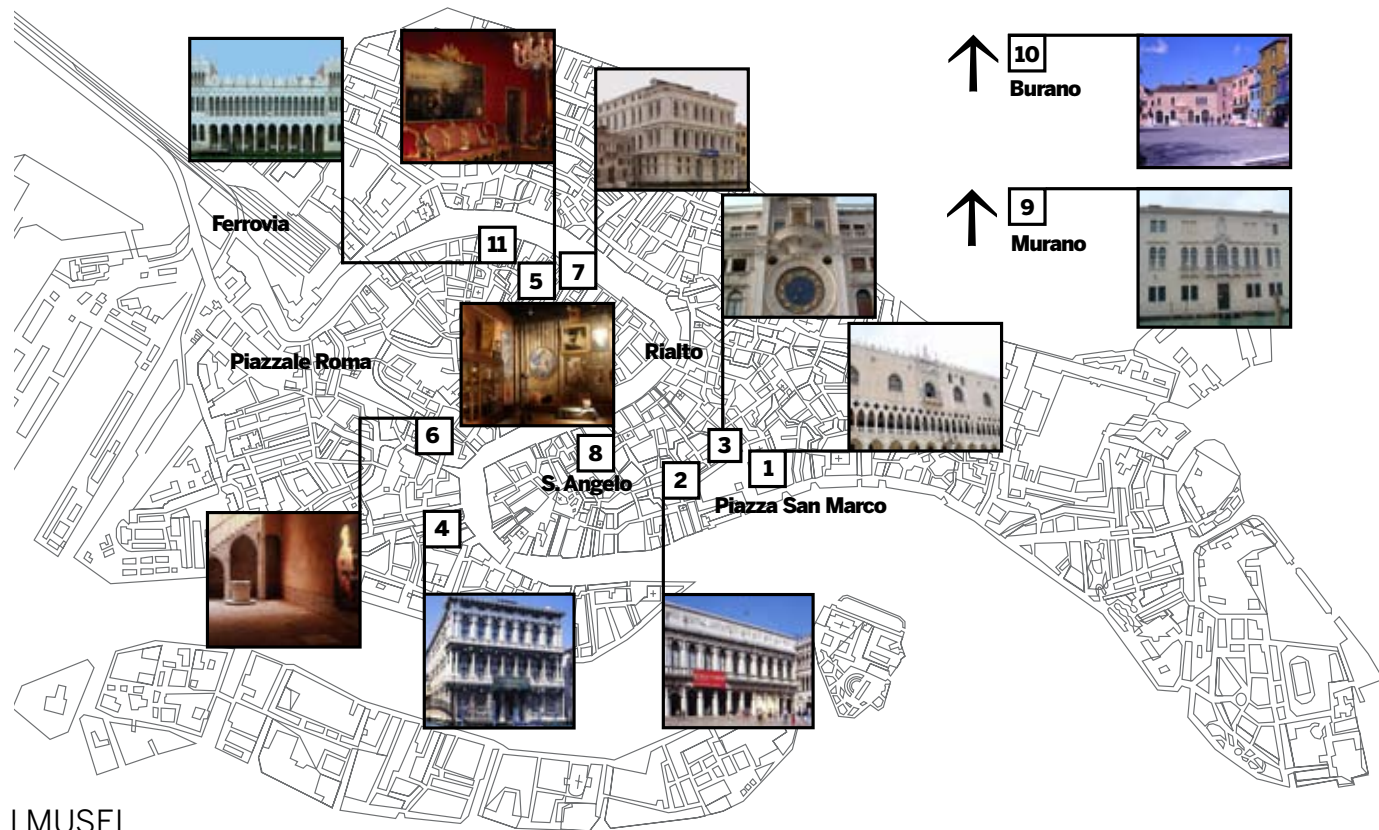 10
Burano
9
Murano
Ferrovia
11
5
7
Piazzale Roma
Rialto
6
8
S. Angelo
3
2
1
Piazza San Marco
4
I MUSEI